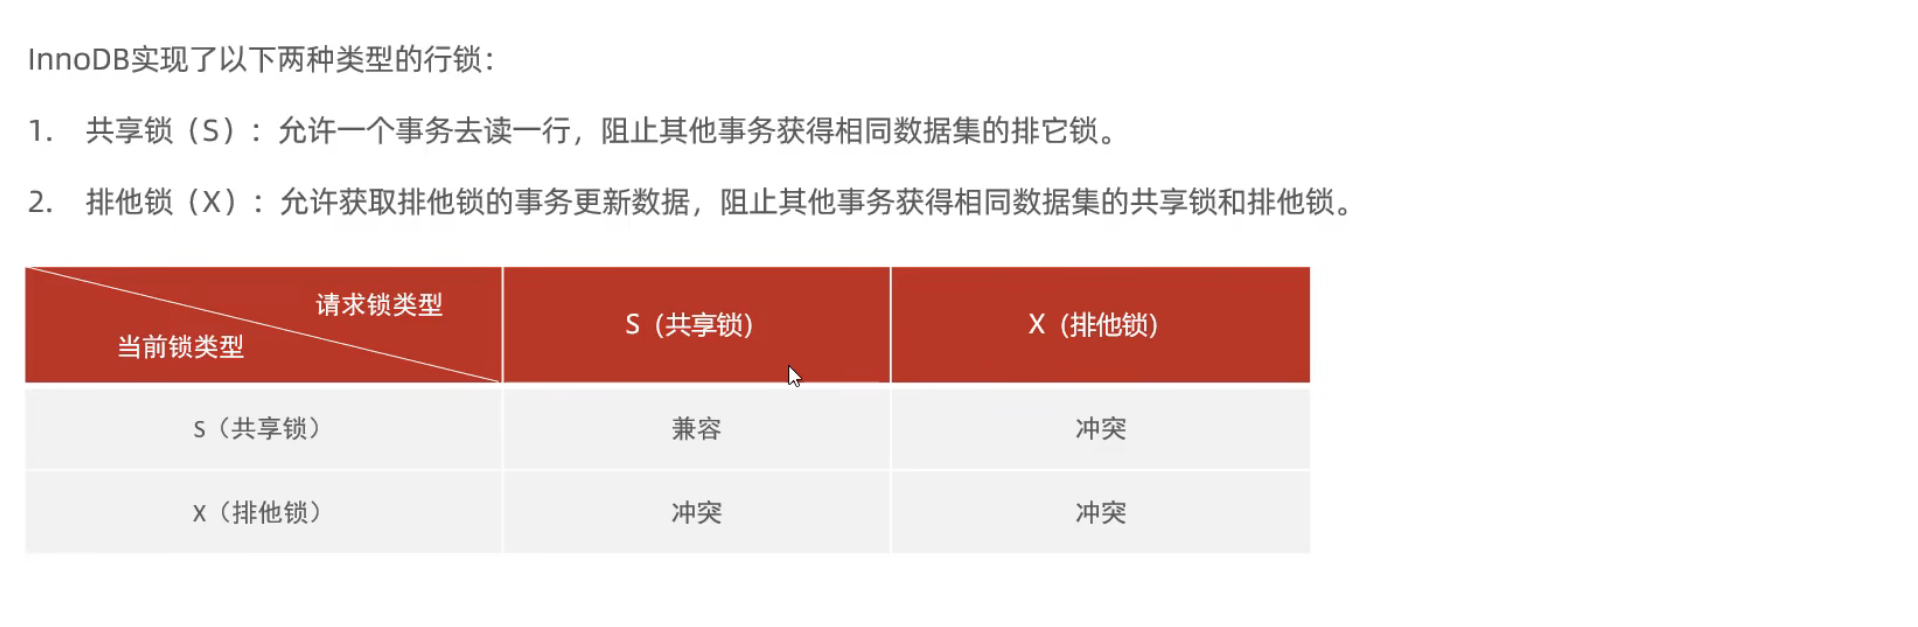 InnoDB实现了以下两种类型的行锁：
1. 共享锁（S）：允许一个事务去读一行，阻止其他事务获得相同数据集的排它锁。
2. 排他锁（X）：允许获取排他锁的事务更新数据，阻止其他事务获得相同数据集的共享锁和排他锁。
请求锁类型
当前锁类型
S（共享锁）
X（排他锁）
S（共享锁）
兼容
冲突
X（排他锁）
冲突
冲突